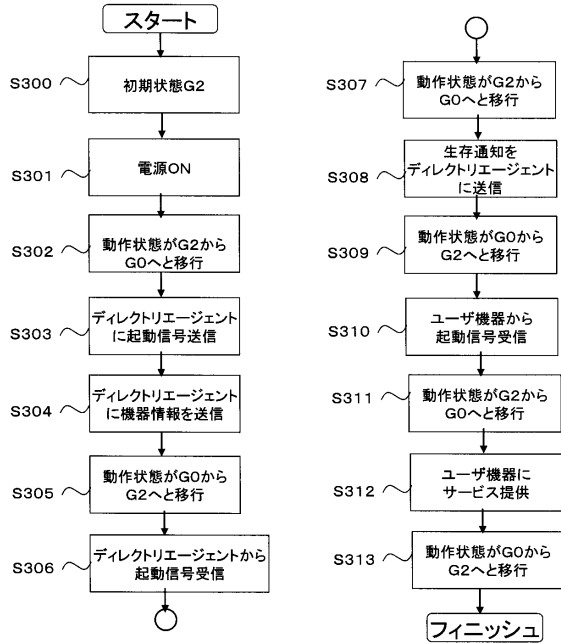 スタート
S300
初期状態G2
S301
電源ON
S302
動作状態がG2から
G0へと移行
S303
ディレクトリエージェント
に起動信号送信
S304
ディレクトリエージェント
に機器情報を送信
S305
動作状態がG0から
G2へと移行
S306
ディレクトリエージェントから
起動信号受信
S307
動作状態がG2から
G0へと移行
S308
生存通知を
ディレクトリエージェント
に送信
S309
動作状態がG0から
G2へと移行
S310
ユーザ機器から
起動信号受信
S311
動作状態がG2から
G0へと移行
S312
ユーザ機器に
サービス提供
S313
動作状態がG0から
G2へと移行
フィニッシュ